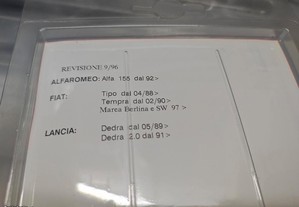 REVISIONE 9/96
ALFAROMEO: Alfa 155 dal 92>
FIAT: Tipo dal 04/88>
Tempra dal 02/90>
Marea Berlina e SW 97 >
LANCIA: Dedra dal 05/89>
Dedra 2.0 dal 91>